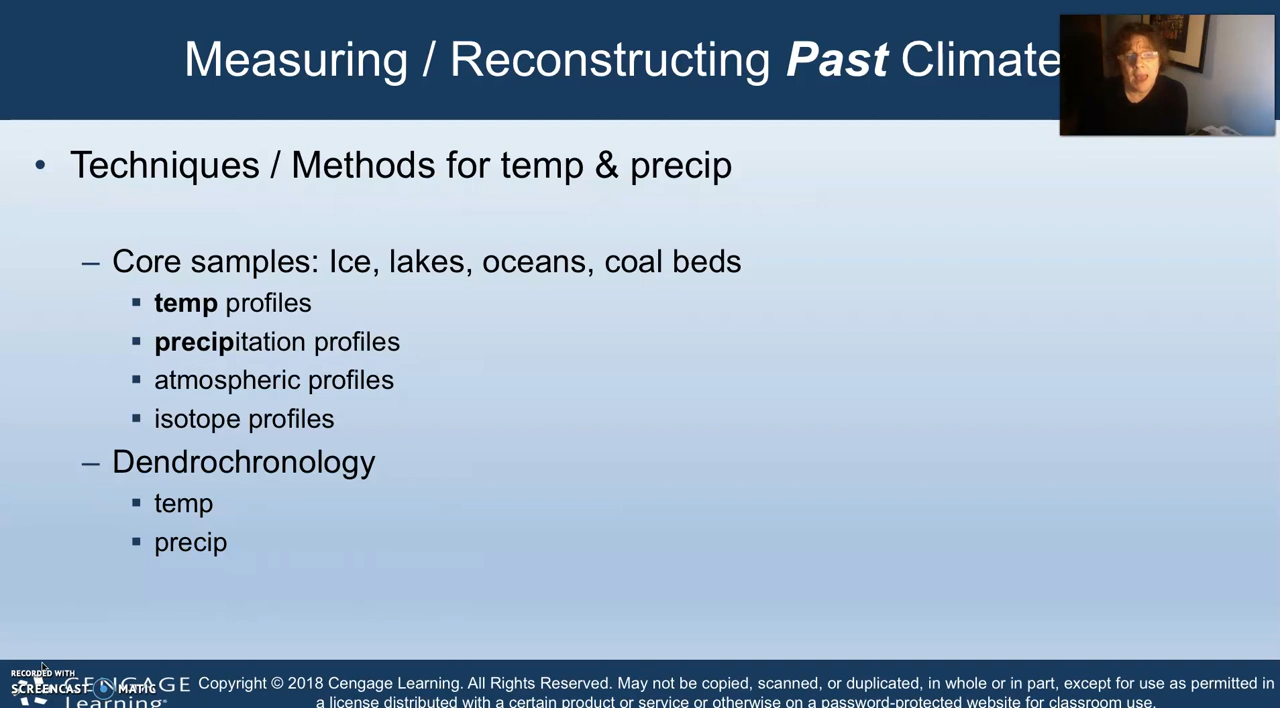 Measuring / Reconstructing Past Climate
• Techniques / Methods for temp & precip
– Core samples: Ice, lakes, oceans, coal beds
▪ temp profiles
▪ precipitation profiles
▪ atmospheric profiles
▪ isotope profiles
– Dendrochronology
▪ temp
▪ precip
RECORDED WITH
SCREENCAST MATIC
CENGAGE
Learning®
Copyright © 2018 Cengage Learning. All Rights Reserved. May not be copied, scanned, or duplicated, in whole or in part, except for use as permitted in
a license distributed with a certain product or service or otherwise on a password-protected website for classroom use.